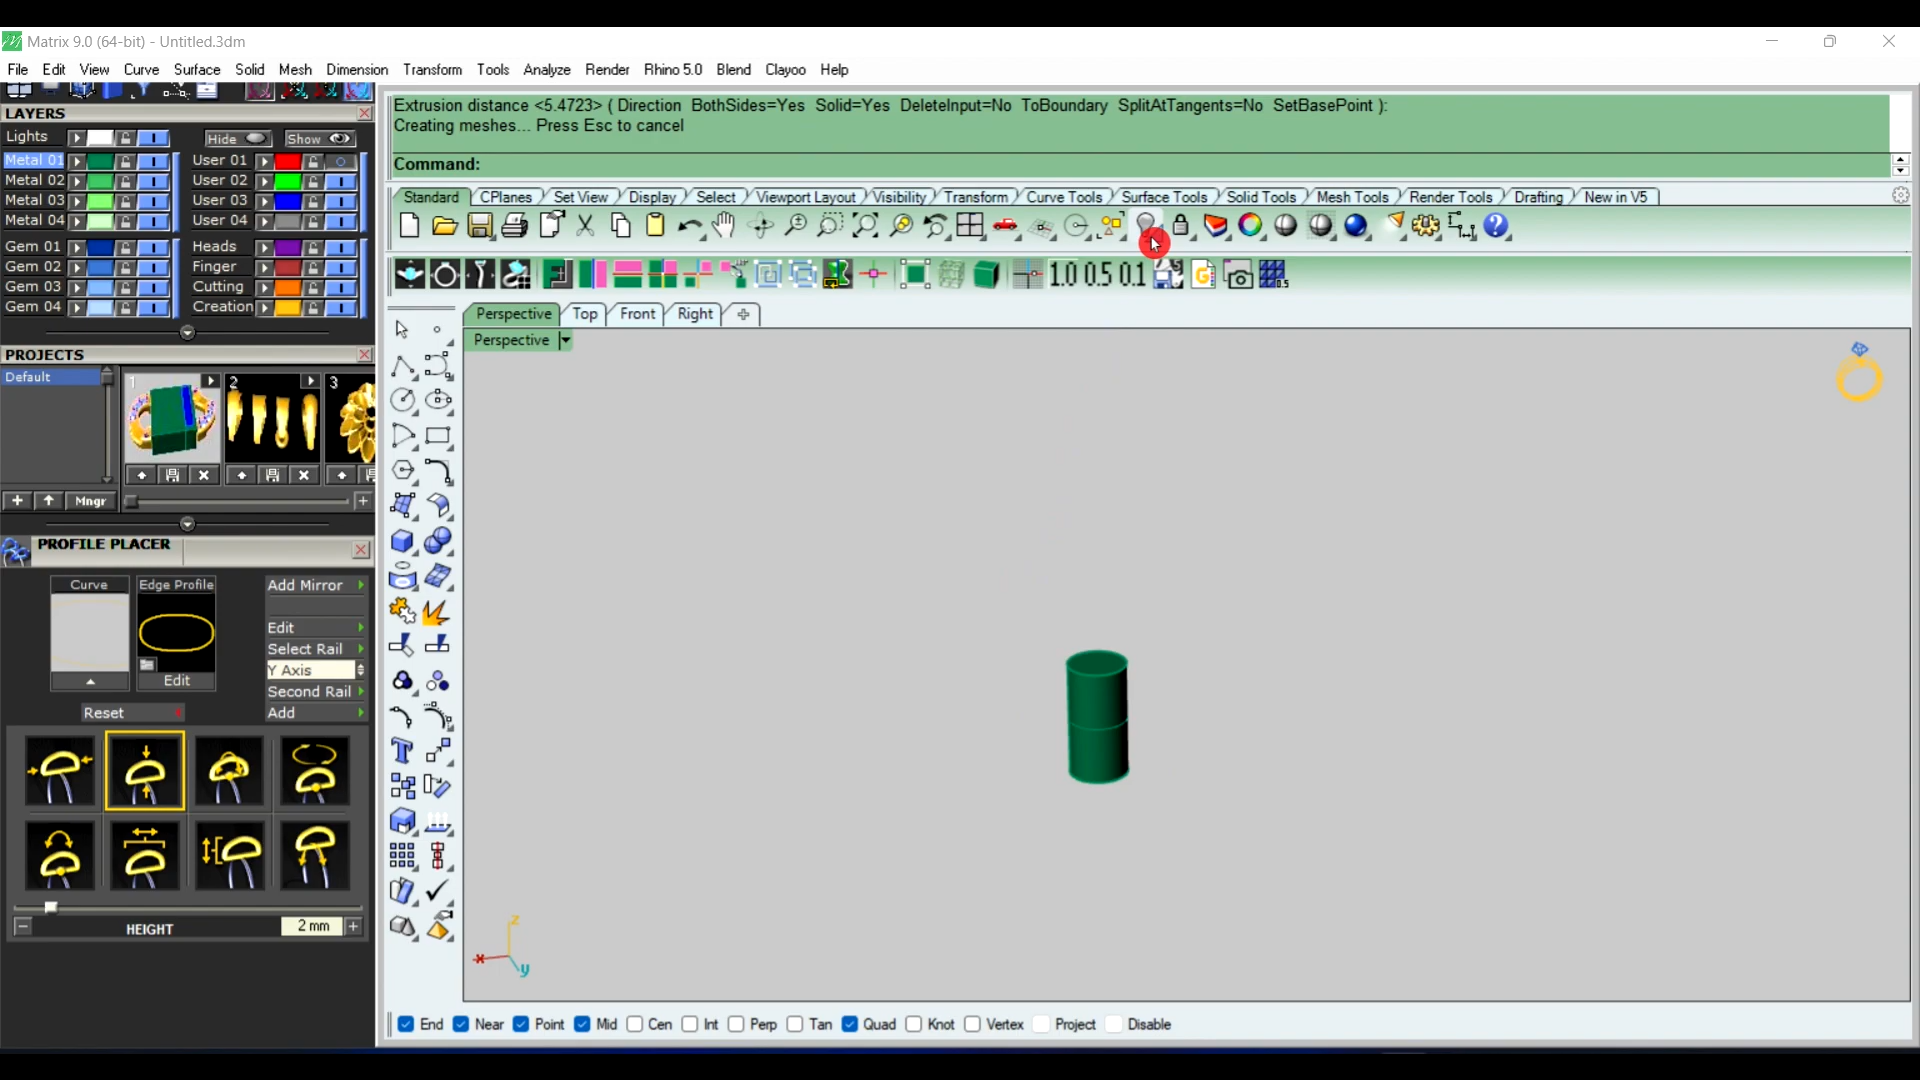 Matrix 9.0 (64-bit) - Untitled.3dm
File Edit View Curve Surface Solid Mesh Dimension Transform Tools Analyze Render Rhino 5.0 Blend Clayoo Help
Extrusion distance <5.4723> ( Direction BothSides=Yes Solid=Yes DeleteInput=No ToBoundary SplitAtTangents=No SetBasePoint ):
Creating meshes... Press Esc to cancel
Command:
Standard CPlanes Set View Display Select Viewport Layout Visibility Transform Curve Tools Surface Tools Solid Tools Mesh Tools Render Tools Drafting New in V5
1.0 0.5 0.1
0.5
Perspective Top Front Right
Perspective
z
x
y
End Near Point Mid Cen Int Perp Tan Quad Knot Vertex Project Disable
LAYERS
Lights Hide Show
Metal 01 User 01
Metal 02 User 02
Metal 03 User 03
Metal 04 User 04
Gem 01 Heads
Gem 02 Finger
Gem 03 Cutting
Gem 04 Creation
PROJECTS
Default
1 2 3
Mngr
PROFILE PLACER
Curve Edge Profile Add Mirror
Edit
Select Rail
Y Axis
Edit
Second Rail
Reset Add
HEIGHT 2 mm